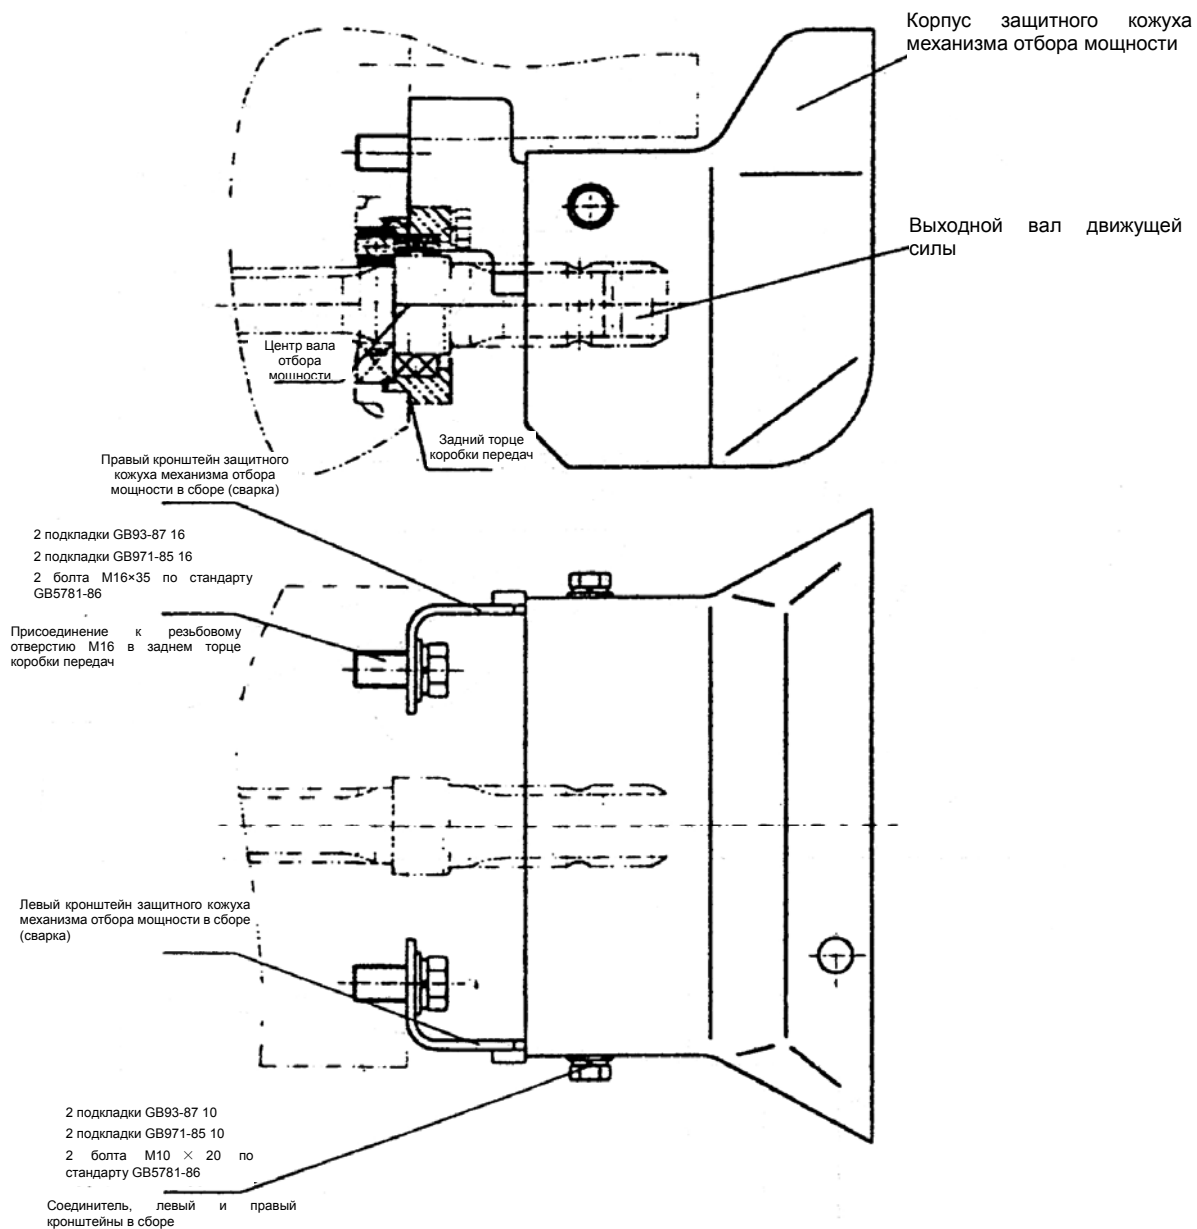 Корпус защитного кожуха
механизма отбора мощности
Выходной вал движущей
силы
Центр вала
отбора
мощности
Задний торце
коробки передач
Правый кронштейн защитного
кожуха механизма отбора
мощности в сборе (сварка)
2 подкладки GB93-87 16
2 подкладки GB971-85 16
2 болта M16×35 по стандарту
GB5781-86
Присоединение к резьбовому
отверстию M16 в заднем торце
коробки передач
Левый кронштейн защитного кожуха
механизма отбора мощности в сборе
(сварка)
2 подкладки GB93-87 10
2 подкладки GB971-85 10
2 болта M10 × 20 по
стандарту GB5781-86
Соединитель, левый и правый
кронштейны в сборе